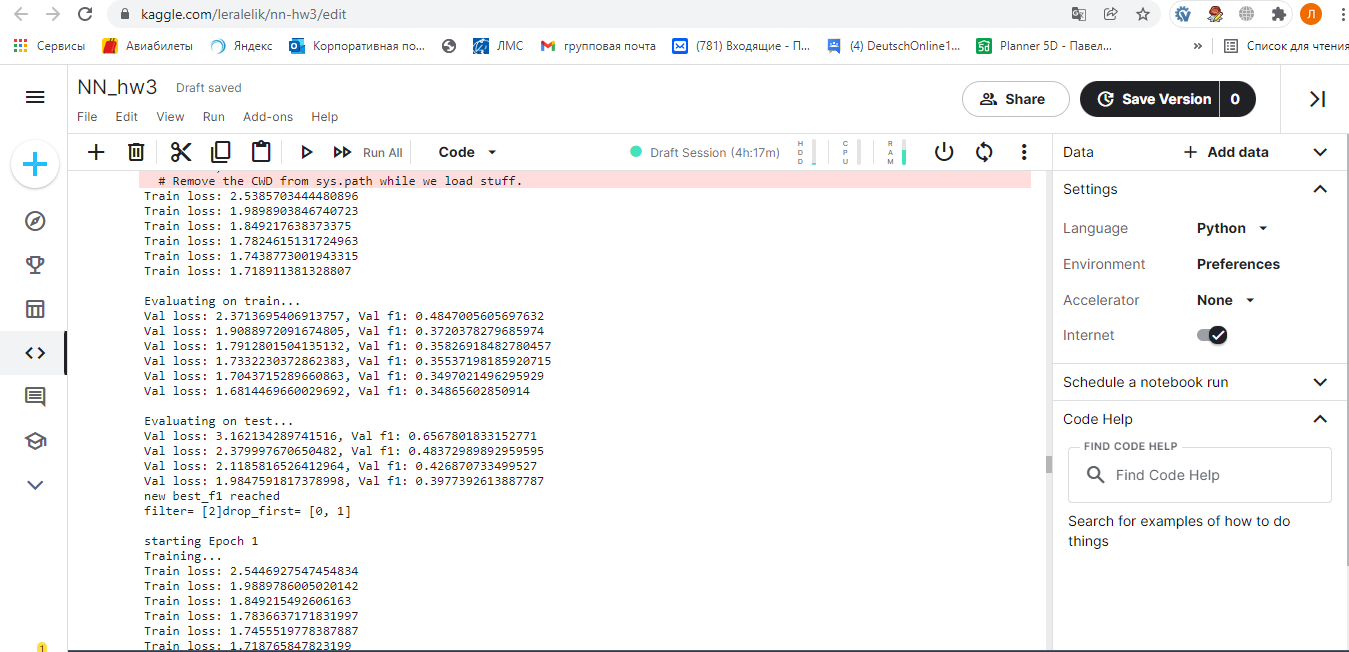 kaggle.com/leralelik/nn-hw3/edit
Л
Сервисы
Авиабилеты
Яндекс
Корпоративная по...
ЛМС
групповая почта
(781) Входящие - П...
(4) DeutschOnline1...
Planner 5D - Павел...
»
Список для чтения
NN_hw3
Draft saved
File Edit View Run Add-ons Help
Share
Save Version 0
Run All
Code
Draft Session (4h:17m)
HDD
CPU
RAM
# Remove the CWD from sys.path while we load stuff.
Train loss: 2.5385703444480896
Train loss: 1.9898903846740723
Train loss: 1.849217638373375
Train loss: 1.7824615131724963
Train loss: 1.7438773001943315
Train loss: 1.718911381328807
Evaluating on train...
Val loss: 2.3713695406913757, Val f1: 0.4847005605697632
Val loss: 1.9088972091674805, Val f1: 0.3720378279685974
Val loss: 1.7912801504135132, Val f1: 0.35826918482780457
Val loss: 1.7332230372862383, Val f1: 0.35537198185920715
Val loss: 1.7043715289660863, Val f1: 0.3497021496295929
Val loss: 1.6814469660029692, Val f1: 0.34865602850914
Evaluating on test...
Val loss: 3.162134289741516, Val f1: 0.6567801833152771
Val loss: 2.379997670650482, Val f1: 0.48372989892959595
Val loss: 2.1185816526412964, Val f1: 0.426870733499527
Val loss: 1.9847591817378998, Val f1: 0.3977392613887787
new best_f1 reached
filter= [2]drop_first= [0, 1]
starting Epoch 1
Training...
Train loss: 2.5446927547454834
Train loss: 1.9889786005020142
Train loss: 1.849215492606163
Train loss: 1.7836637171831997
Train loss: 1.7455519778387887
Train loss: 1.718765847823199
Data
Add data
Settings
Language Python
Environment Preferences
Accelerator None
Internet
Schedule a notebook run
Code Help
FIND CODE HELP
Find Code Help
Search for examples of how to do
things
1